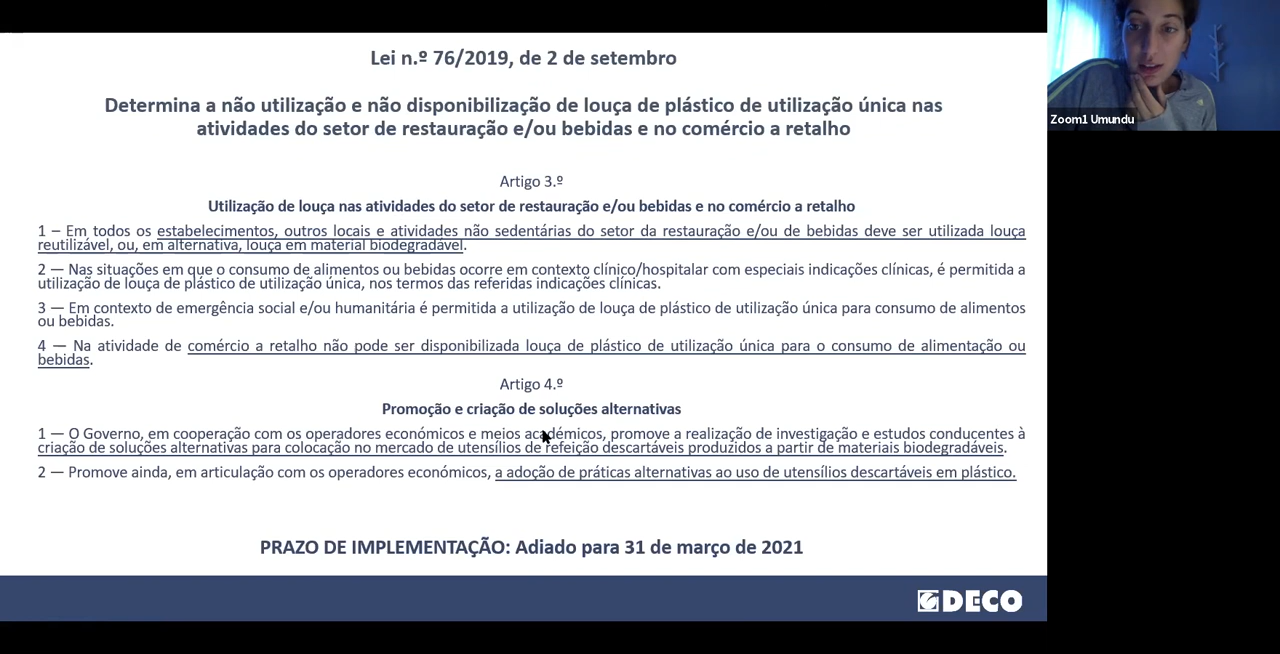 Lei n.º 76/2019, de 2 de setembro
Determina a não utilização e não disponibilização de louça de plástico de utilização única nas
atividades do setor de restauração e/ou bebidas e no comércio a retalho
Zoom1 Umundu
Artigo 3.º
Utilização de louça nas atividades do setor de restauração e/ou bebidas e no comércio a retalho
1 – Em todos os estabelecimentos, outros locais e atividades não sedentárias do setor da restauração e/ou de bebidas deve ser utilizada louça
reutilizável, ou, em alternativa, louça em material biodegradável.
2 — Nas situações em que o consumo de alimentos ou bebidas ocorre em contexto clínico/hospitalar com especiais indicações clínicas, é permitida a
utilização de louça de plástico de utilização única, nos termos das referidas indicações clínicas.
3 — Em contexto de emergência social e/ou humanitária é permitida a utilização de louça de plástico de utilização única para consumo de alimentos
ou bebidas.
4 — Na atividade de comércio a retalho não pode ser disponibilizada louça de plástico de utilização única para o consumo de alimentação ou
bebidas.
Artigo 4.º
Promoção e criação de soluções alternativas
1 — O Governo, em cooperação com os operadores económicos e meios académicos, promove a realização de investigação e estudos conducentes à
criação de soluções alternativas para colocação no mercado de utensílios de refeição descartáveis produzidos a partir de materiais biodegradáveis.
2 — Promove ainda, em articulação com os operadores económicos, a adoção de práticas alternativas ao uso de utensílios descartáveis em plástico.
PRAZO DE IMPLEMENTAÇÃO: Adiado para 31 de março de 2021
DECO